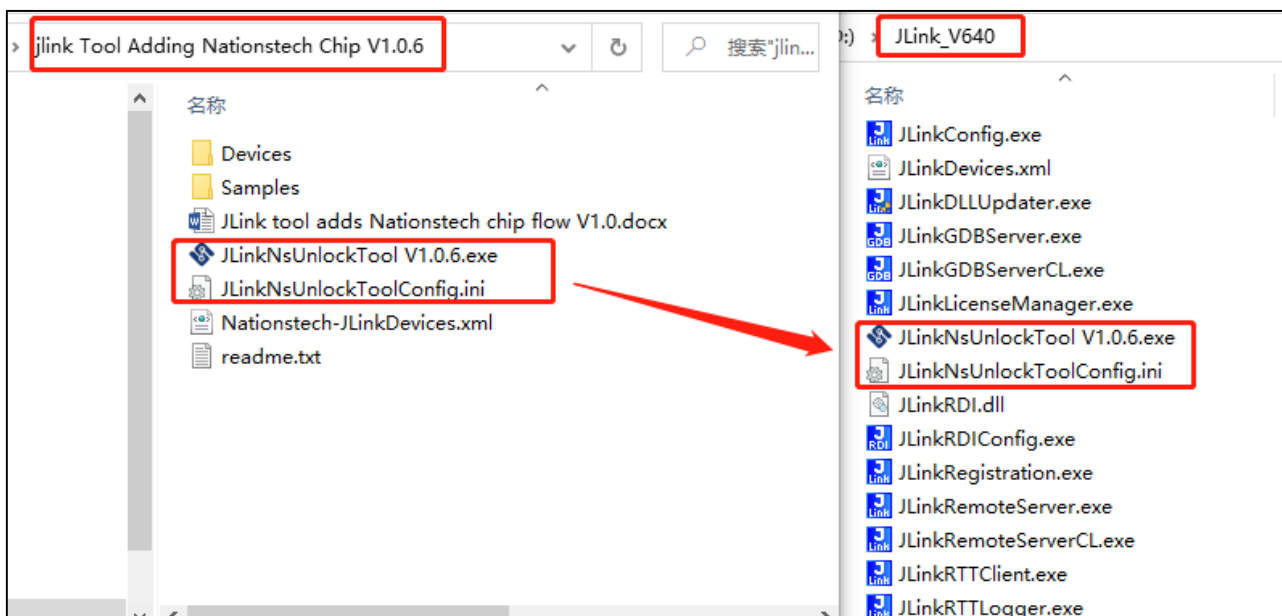 jlink Tool Adding Nationstech Chip V1.0.6
搜索"jlin...
名称
Devices
Samples
JLink tool adds Nationstech chip flow V1.0.docx
JLinkNsUnlockTool V1.0.6.exe
JLinkNsUnlockToolConfig.ini
Nationstech-JLinkDevices.xml
readme.txt
:) JLink_V640
名称
JLinkConfig.exe
JLinkDevices.xml
JLinkDLLUpdater.exe
JLinkGDBServer.exe
JLinkGDBServerCL.exe
JLinkLicenseManager.exe
JLinkNsUnlockTool V1.0.6.exe
JLinkNsUnlockToolConfig.ini
JLinkRDI.dll
JLinkRDIConfig.exe
JLinkRegistration.exe
JLinkRemoteServer.exe
JLinkRemoteServerCL.exe
JLinkRTTClient.exe
JLinkRTTLogger.exe